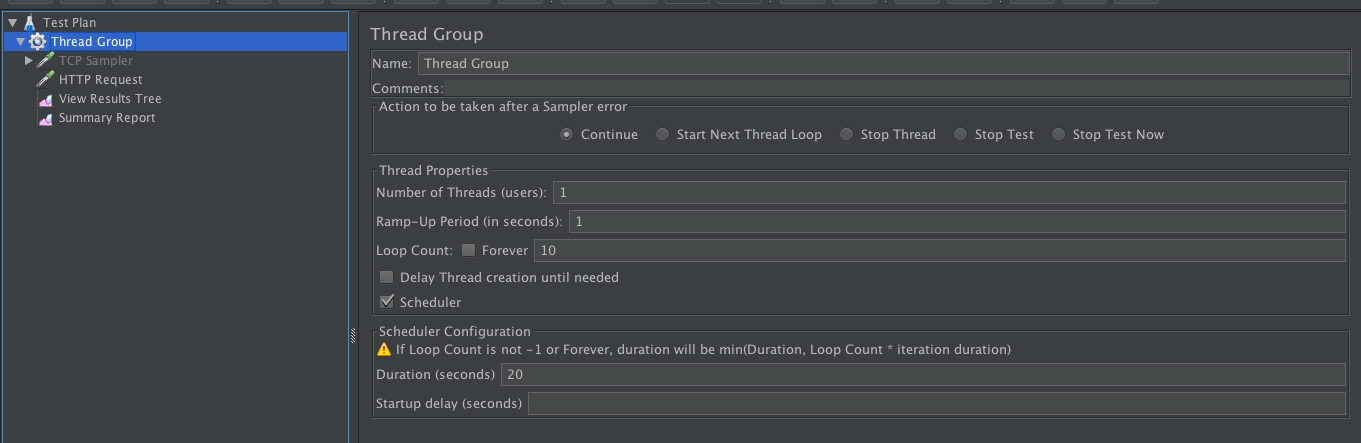 Test Plan
Thread Group
TCP Sampler
HTTP Request
View Results Tree
Summary Report
Thread Group
Name: Thread Group
Comments:
Action to be taken after a Sampler error
Continue Start Next Thread Loop Stop Thread Stop Test Stop Test Now
Thread Properties
Number of Threads (users): 1
Ramp-Up Period (in seconds): 1
Loop Count: Forever 10
Delay Thread creation until needed
Scheduler
Scheduler Configuration
If Loop Count is not -1 or Forever, duration will be min(Duration, Loop Count * iteration duration)
Duration (seconds) 20
Startup delay (seconds)